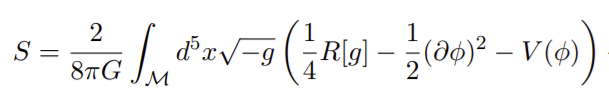 S = \frac{2}{8\pi G} \int_{\mathcal{M}} d^5x \sqrt{-g} \left( \frac{1}{4} R[g] - \frac{1}{2} (\partial\phi)^2 - V(\phi) \right)